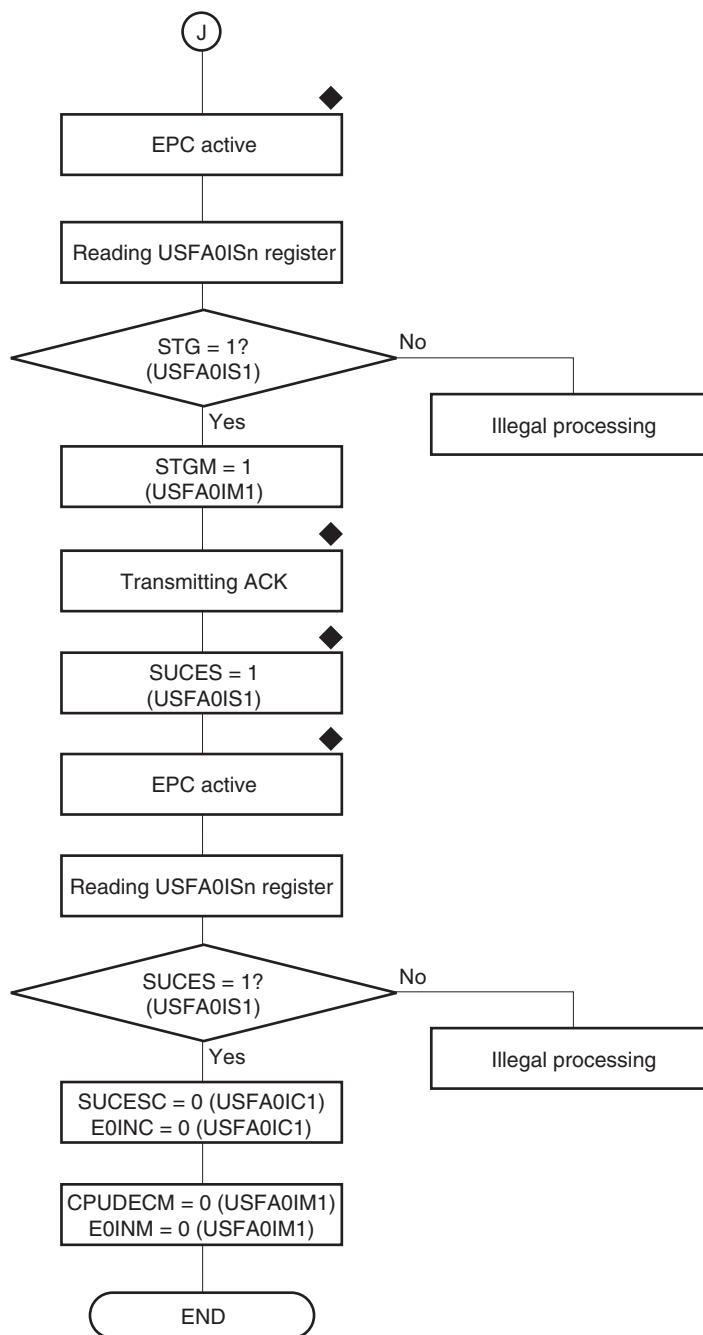 J
EPC active
Reading USFA0ISn register
STG = 1?
(USFA0IS1)
No
Illegal processing
Yes
STGM = 1
(USFA0IM1)
Transmitting ACK
SUCES = 1
(USFA0IS1)
EPC active
Reading USFA0ISn register
SUCES = 1?
(USFA0IS1)
No
Illegal processing
Yes
SUCESC = 0 (USFA0IC1)
E0INC = 0 (USFA0IC1)
CPUDECM = 0 (USFA0IM1)
E0INM = 0 (USFA0IM1)
END